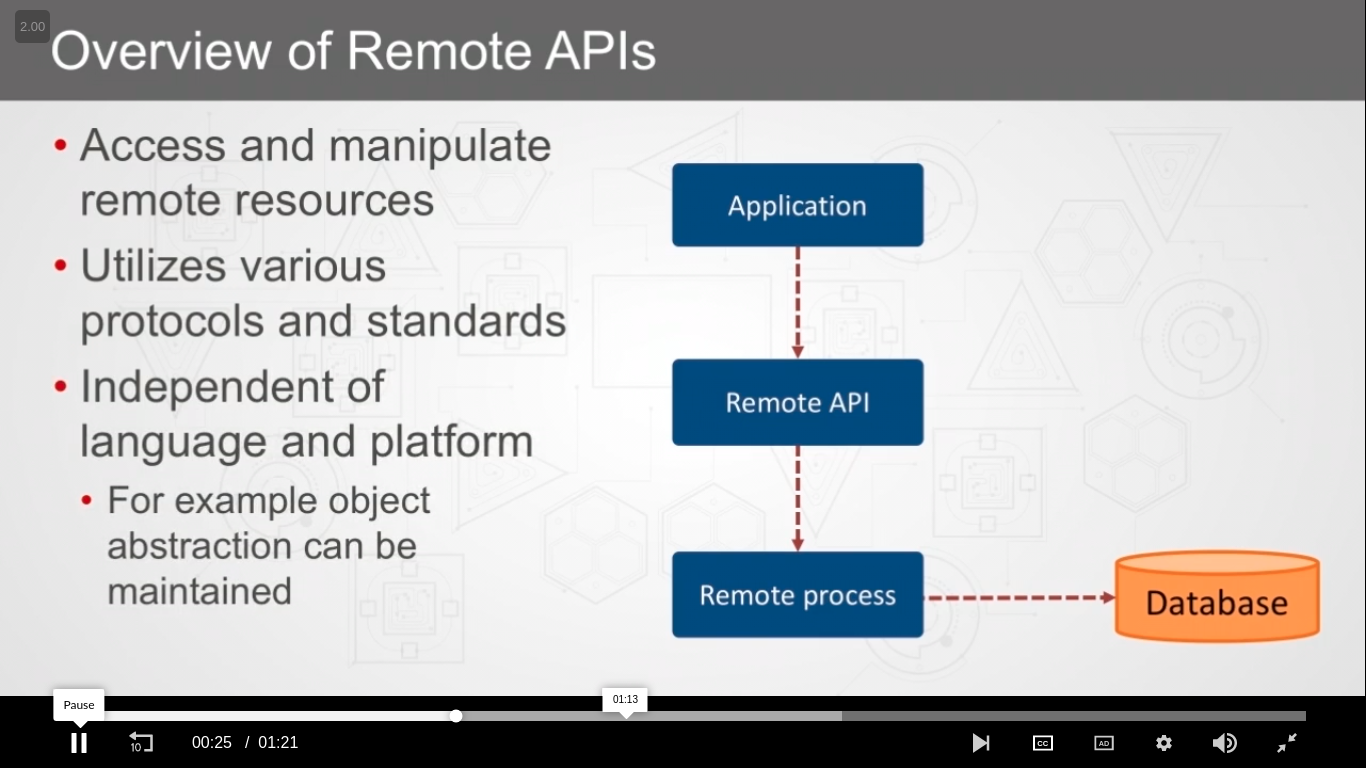 2.00
Overview of Remote APIs
• Access and manipulate
remote resources
• Utilizes various
protocols and standards
• Independent of
language and platform
• For example object
abstraction can be
maintained
Application
Remote API
Remote process
Database
Pause
01:13
10
00:25 / 01:21
CC
AD